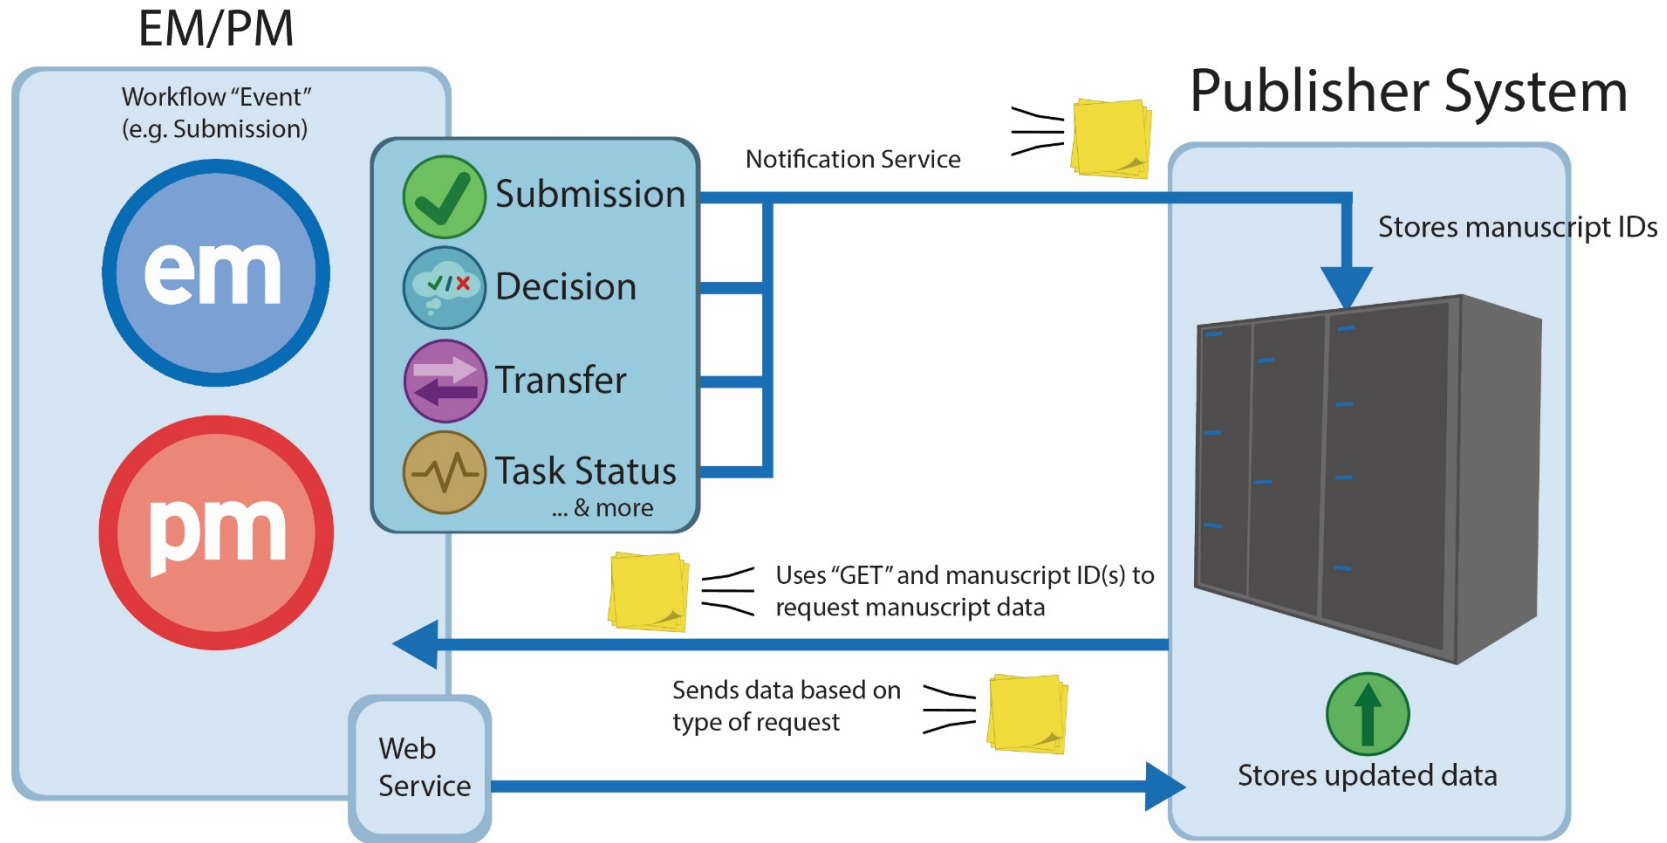 EM/PM
Workflow “Event”
(e.g. Submission)
em
pm
Submission
Decision
Transfer
Task Status
... & more
Notification Service
Publisher System
Stores manuscript IDs
Uses “GET” and manuscript ID(s) to
request manuscript data
Sends data based on
type of request
Web
Service
Stores updated data